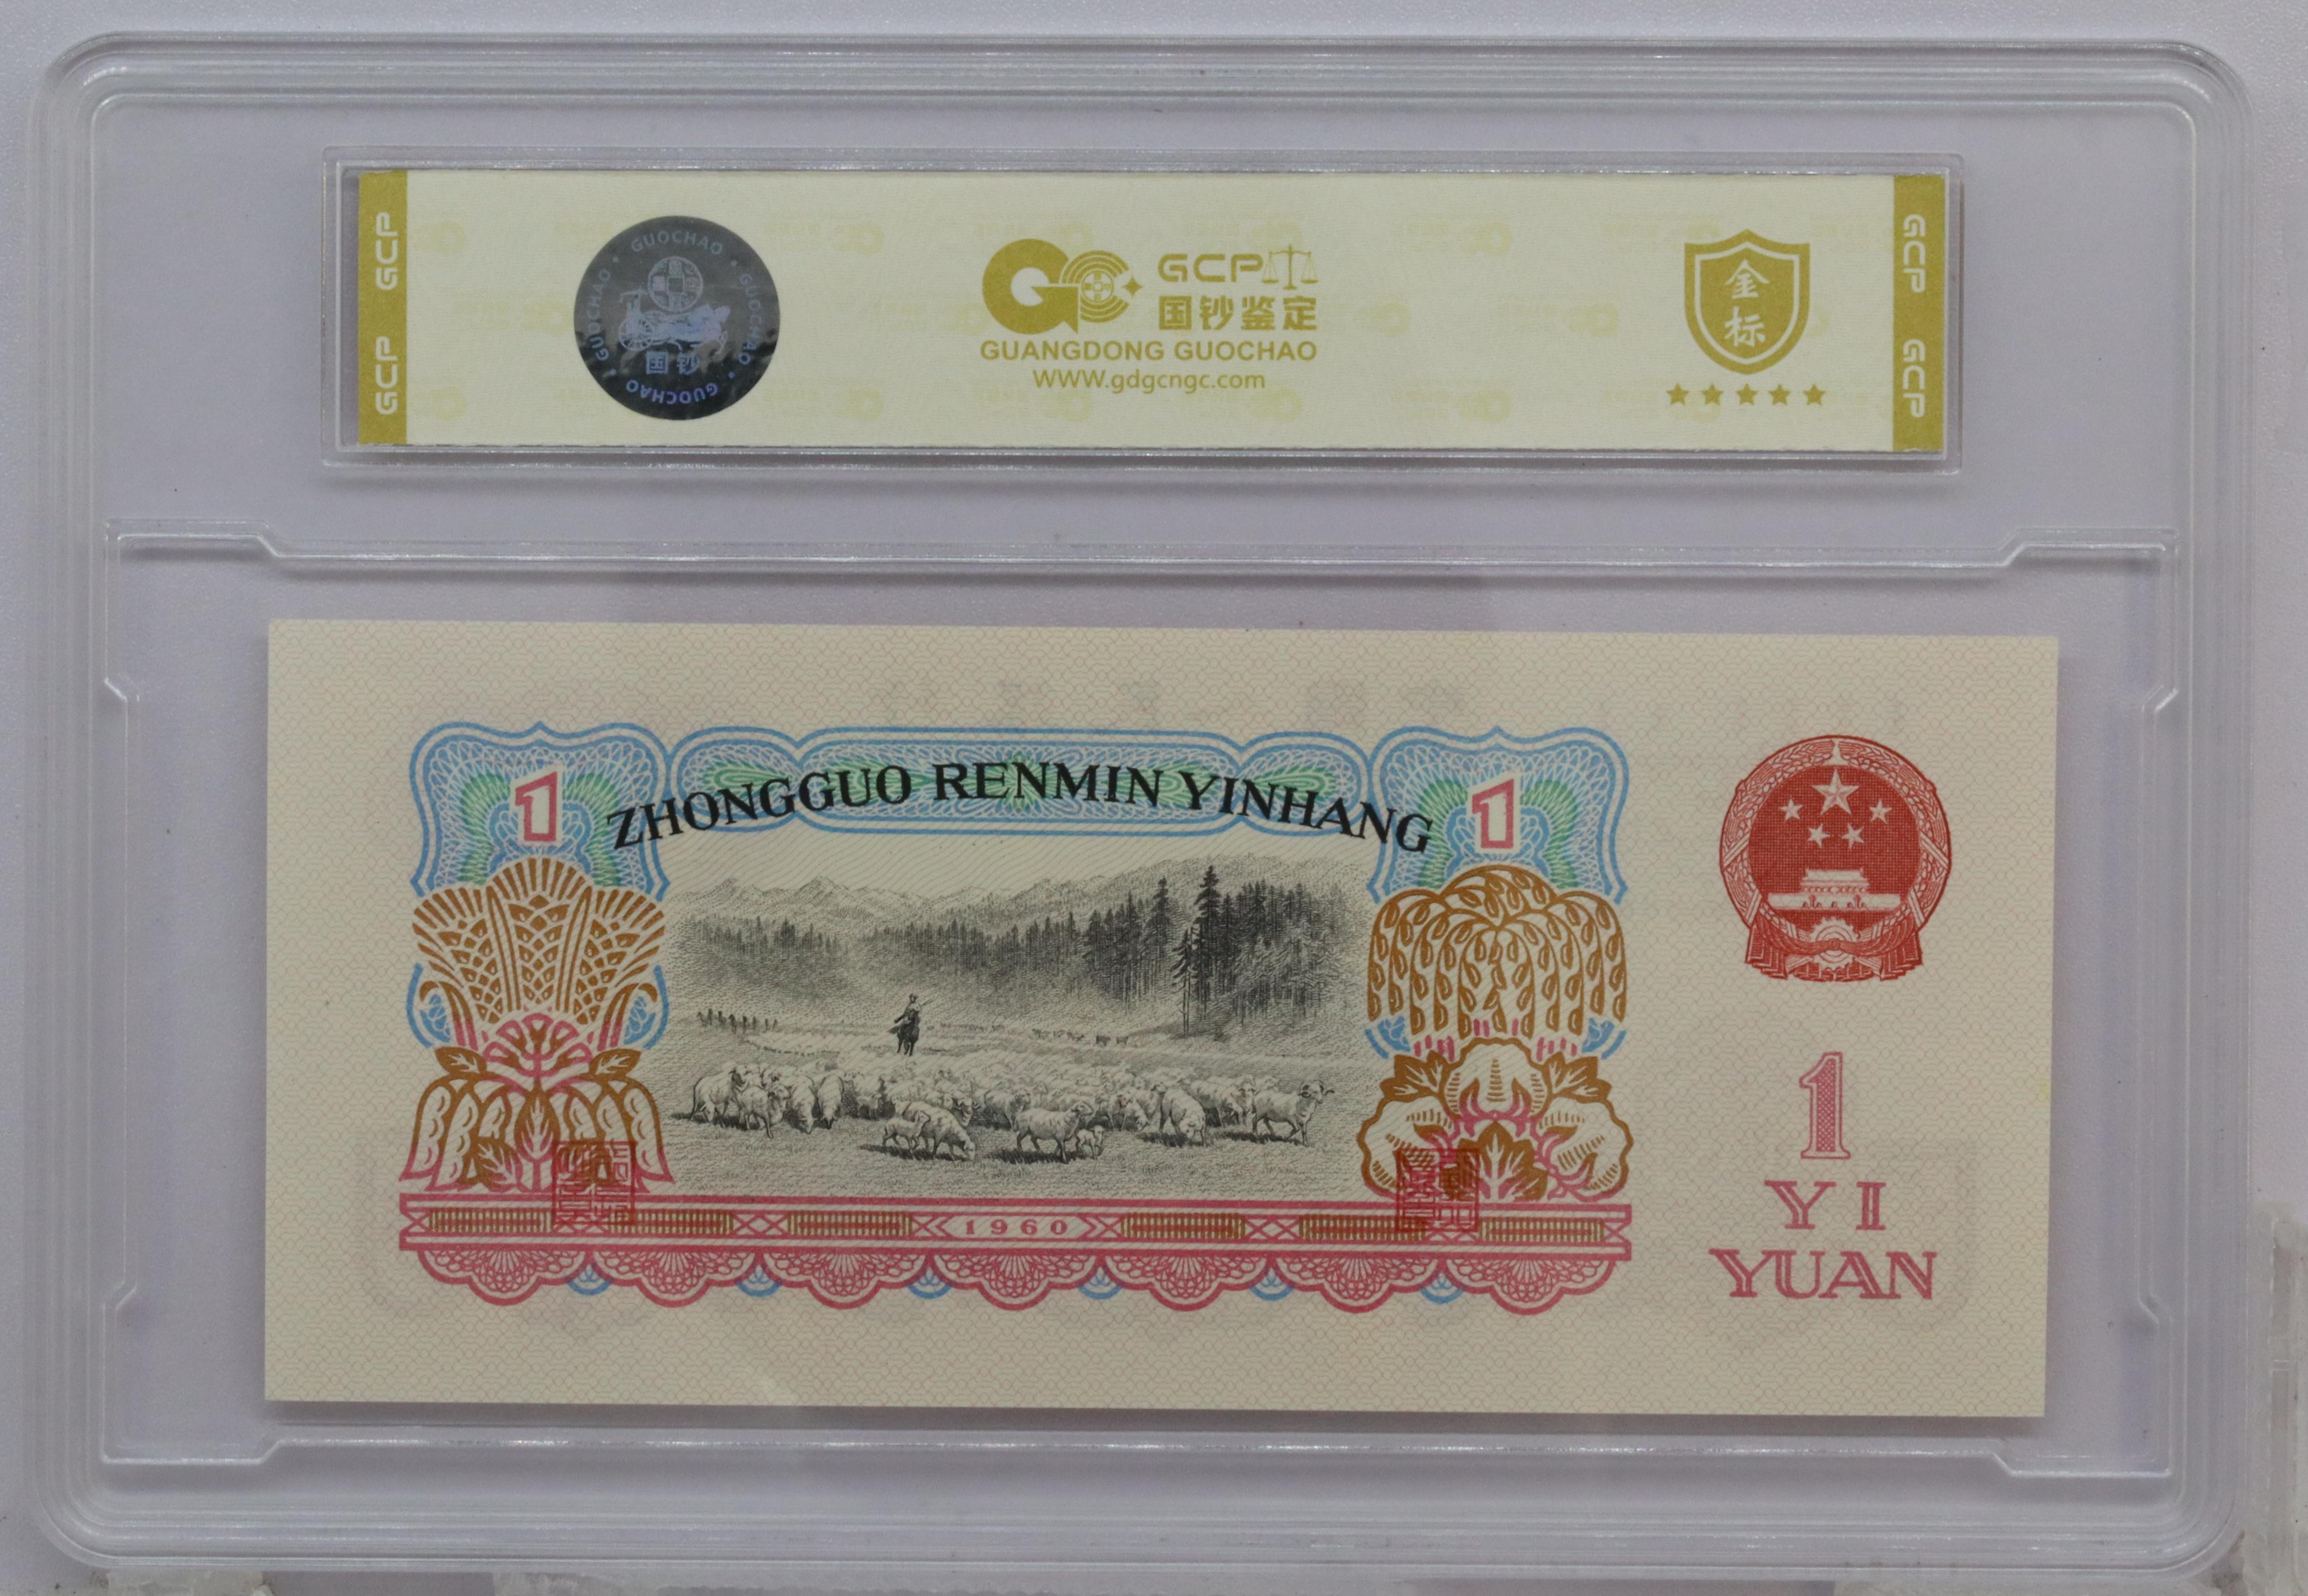 GCP GCP
GUOCHAO · GUOCHAO · GUOCHAO · GUOCHAO
国钞
GCP
国钞鉴定
GUANGDONG GUOCHAO
WWW.gdgcngc.com
金
标
GCP GCP
1
ZHONGGUO RENMIN YINHANG
1
1960
1
YI
YUAN